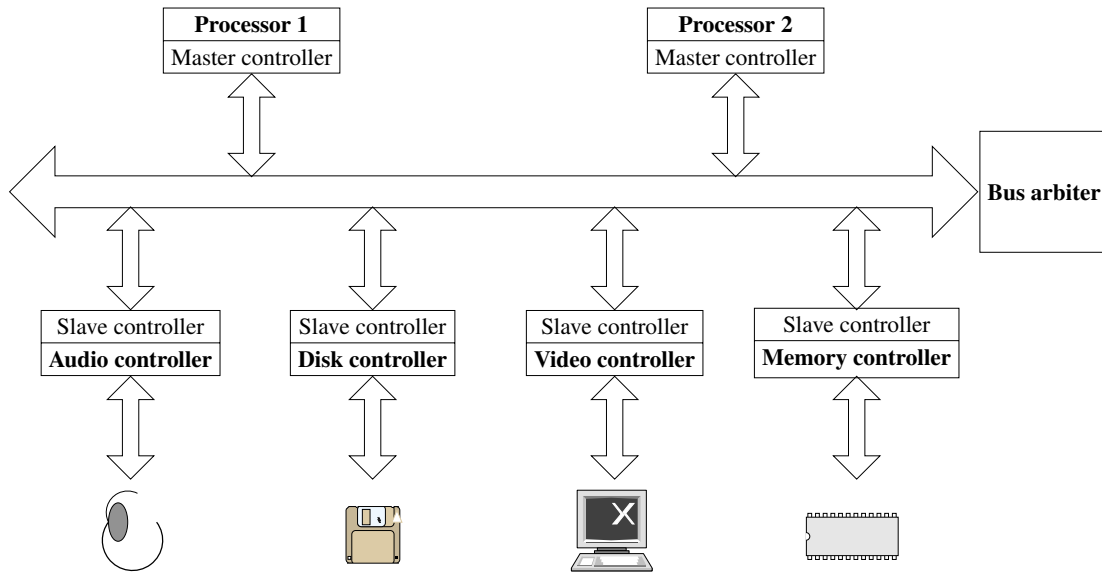 Processor 1
Master controller
Processor 2
Master controller
Bus arbiter
Slave controller
Audio controller
Slave controller
Disk controller
Slave controller
Video controller
Slave controller
Memory controller
X